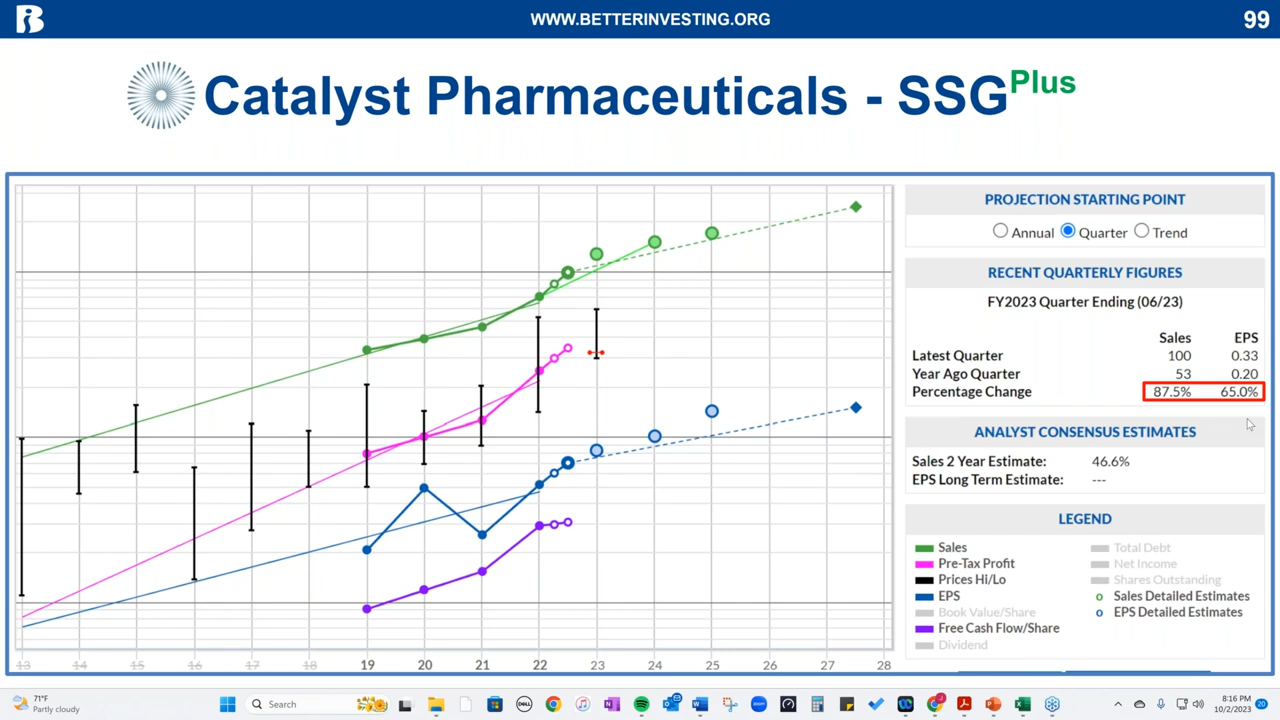 WWW.BETTERINVESTING.ORG
99
Catalyst Pharmaceuticals - SSGPlus
PROJECTION STARTING POINT
Annual Quarter Trend
RECENT QUARTERLY FIGURES
FY2023 Quarter Ending (06/23)
Sales EPS
Latest Quarter 100 0.33
Year Ago Quarter 53 0.20
Percentage Change 87.5% 65.0%
ANALYST CONSENSUS ESTIMATES
Sales 2 Year Estimate: 46.6%
EPS Long Term Estimate: ---
LEGEND
Sales Total Debt
Pre-Tax Profit Net Income
Prices Hi/Lo Shares Outstanding
EPS Sales Detailed Estimates
Book Value/Share EPS Detailed Estimates
Free Cash Flow/Share
Dividend
13 14 15 16 17 18 19 20 21 22 23 24 25 26 27 28
71°F
Partly cloudy
Search
DELL
zoom
8:16 PM
10/2/2023
20